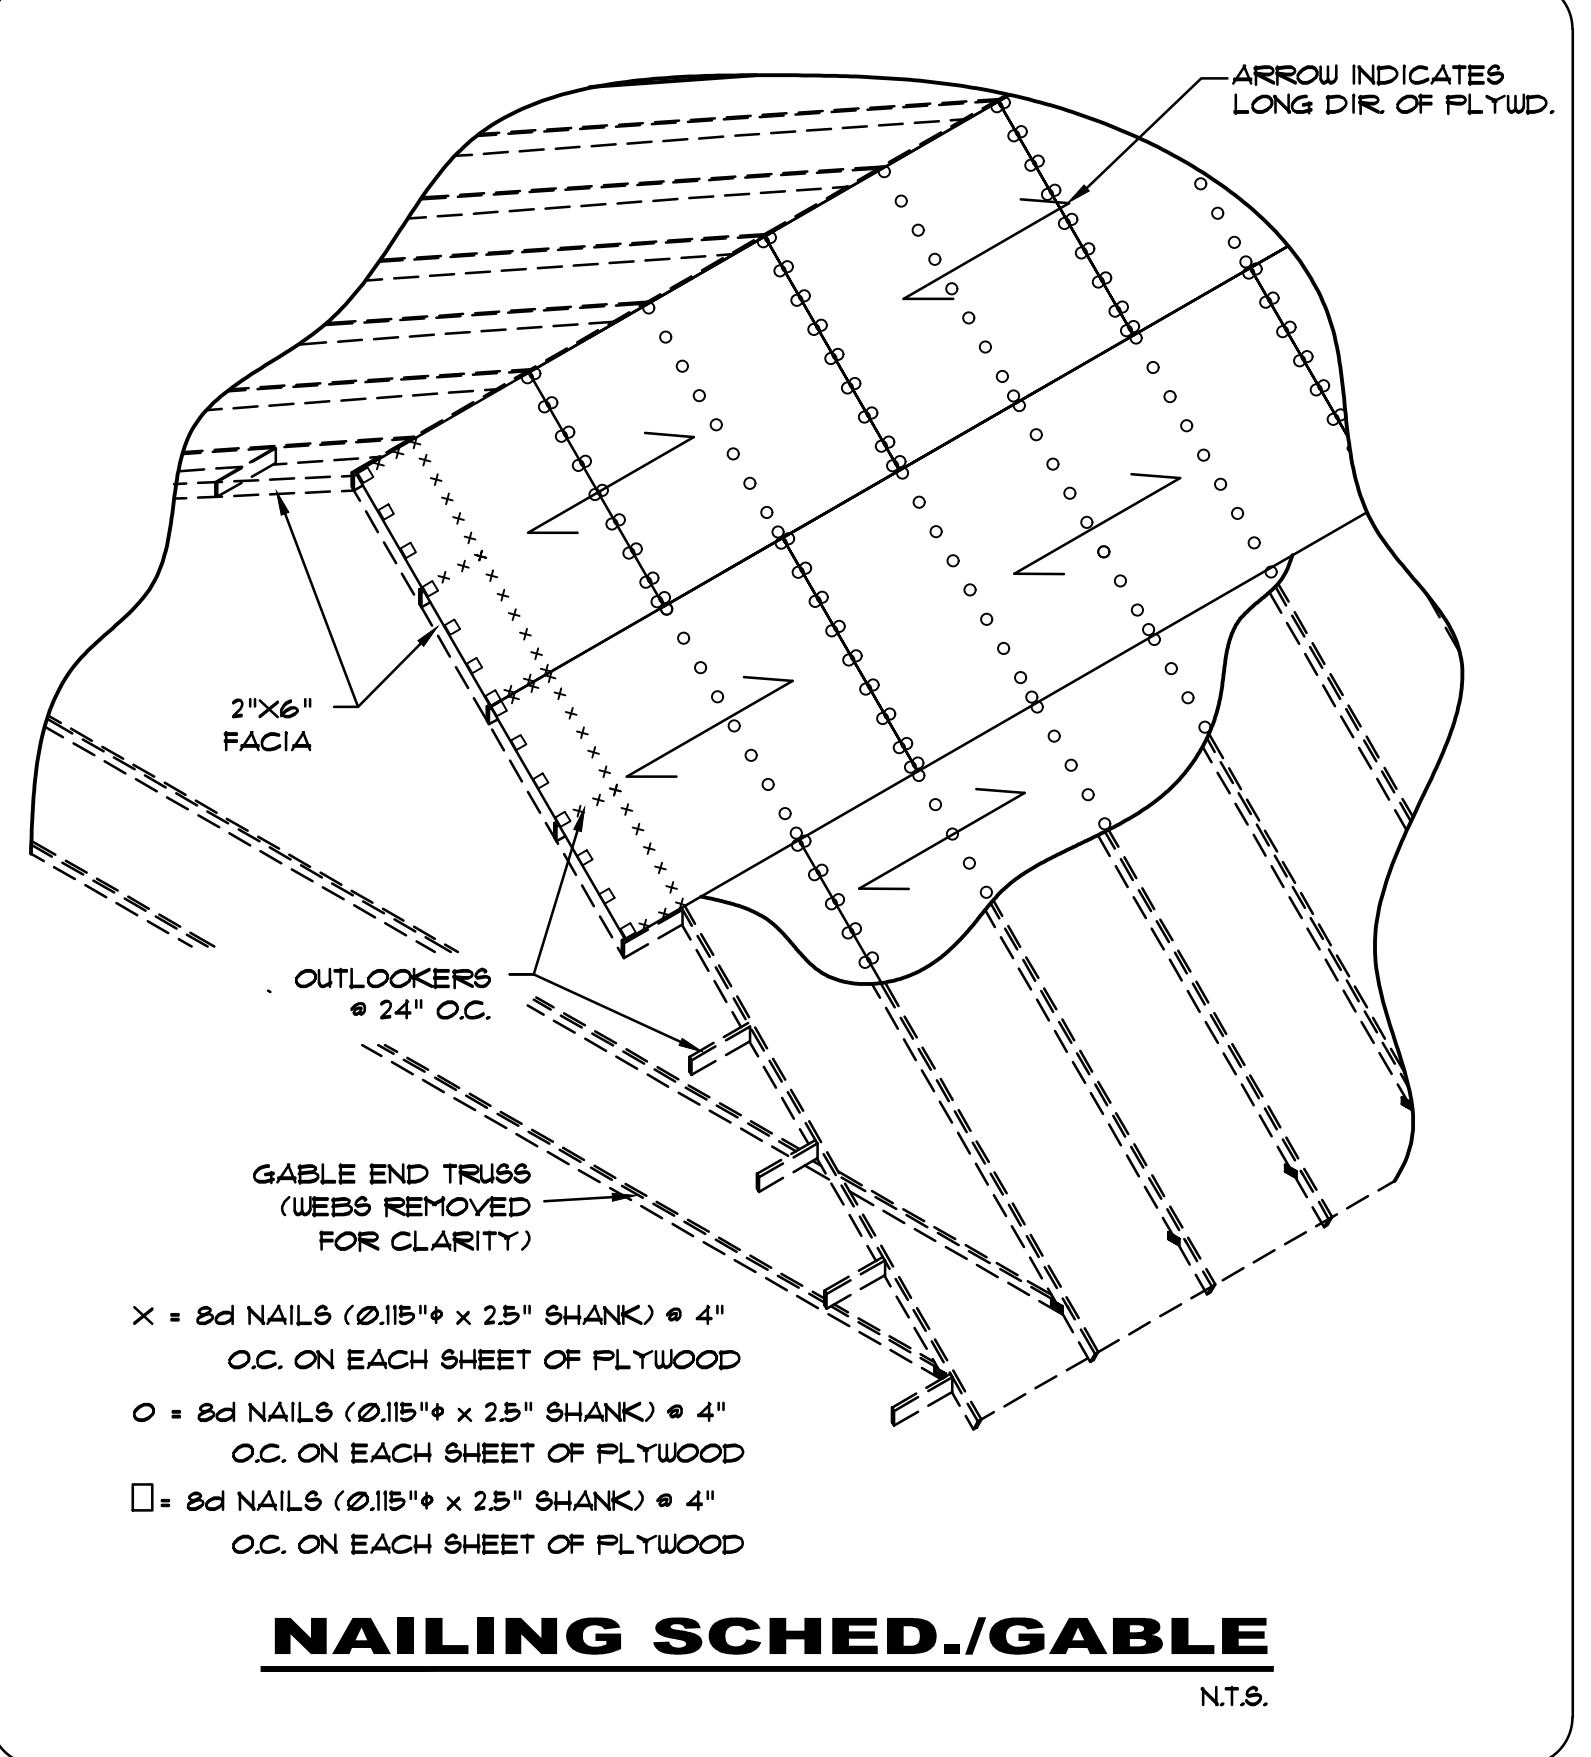 ARROW INDICATES
LONG DIR. OF PLYWD.
2"X6"
FACIA
OUTLOOKERS
@ 24" O.C.
GABLE END TRUSS
(WEBS REMOVED
FOR CLARITY)
X = 8d NAILS (Ø.115"ϕ x 2.5" SHANK) @ 4"
O.C. ON EACH SHEET OF PLYWOOD
O = 8d NAILS (Ø.115"ϕ x 2.5" SHANK) @ 4"
O.C. ON EACH SHEET OF PLYWOOD
□ = 8d NAILS (Ø.115"ϕ x 2.5" SHANK) @ 4"
O.C. ON EACH SHEET OF PLYWOOD
NAILING SCHED./GABLE
N.T.S.